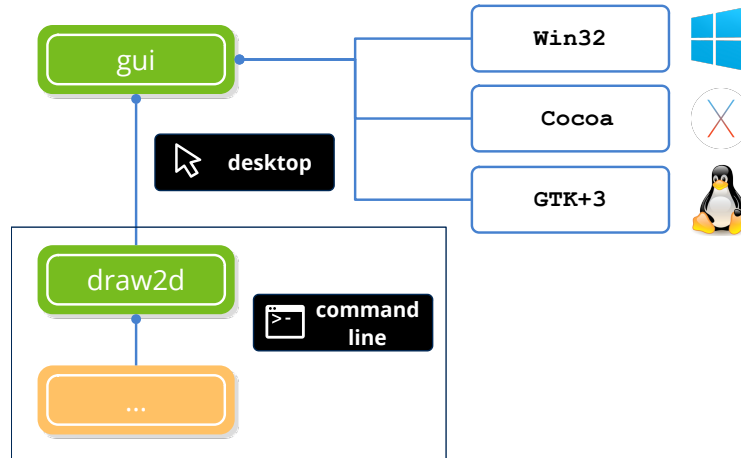 gui
Win32
Cocoa
desktop
GTK+3
draw2d
>-
command
line
...